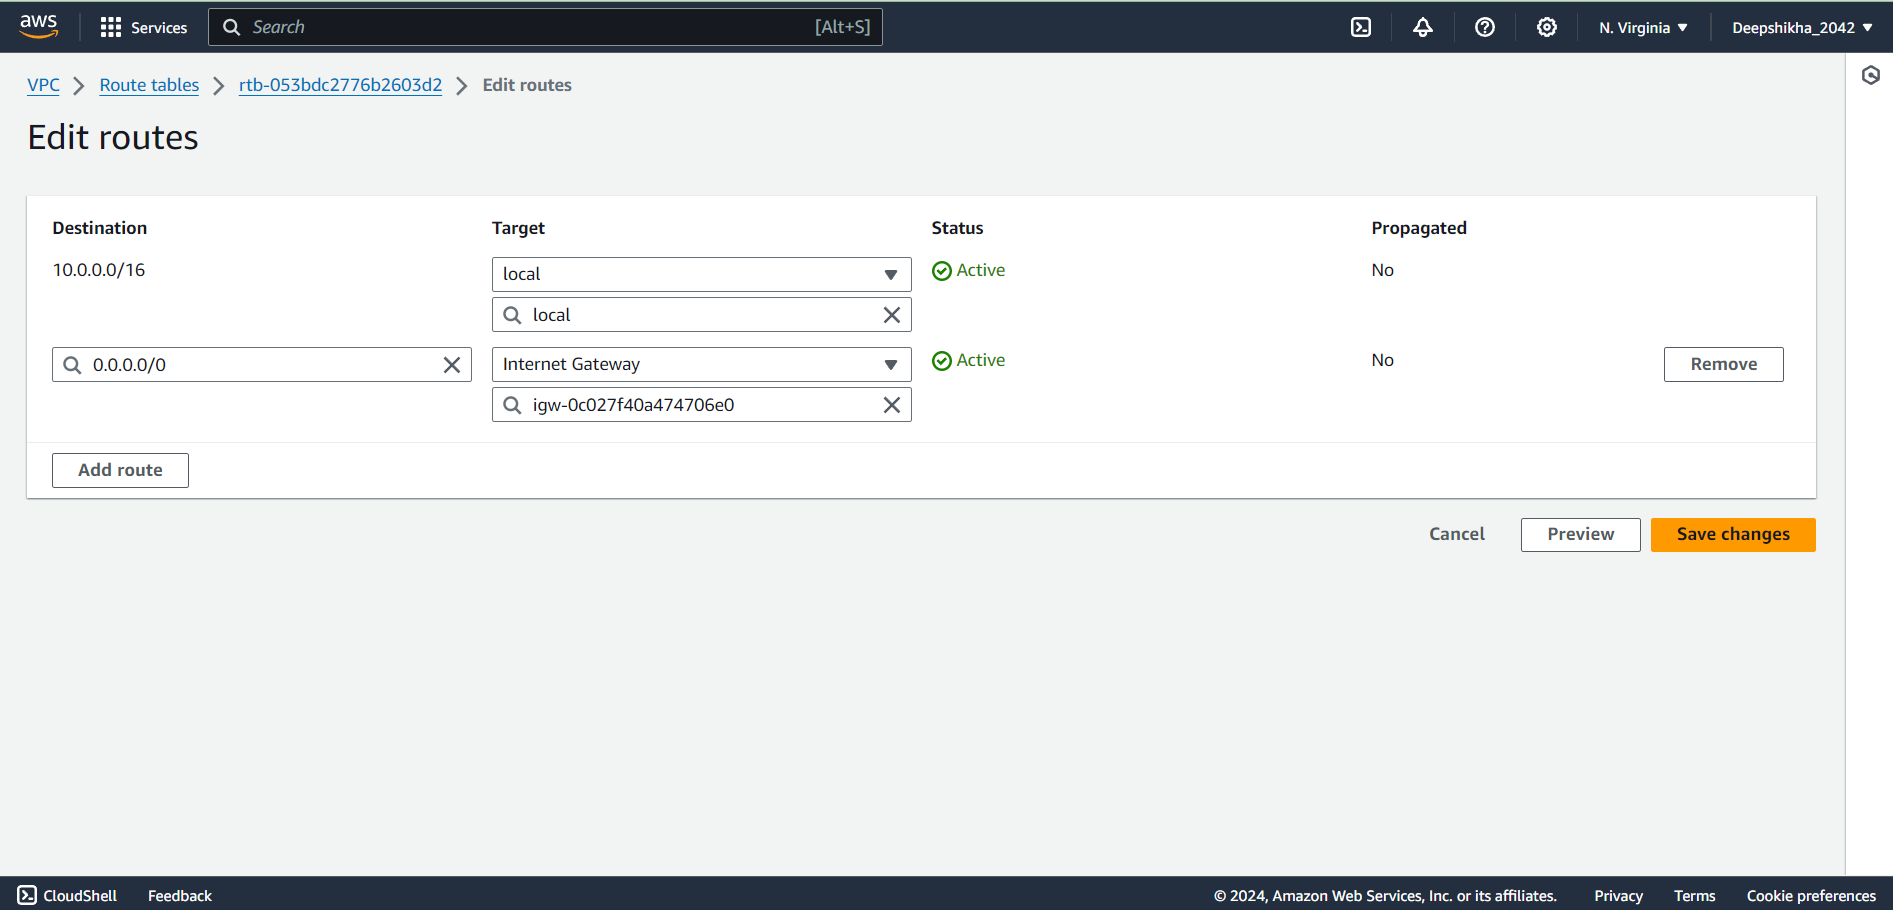 aws
Services
Search
[Alt+S]
N. Virginia
Deepshikha_2042
VPC
Route tables
rtb-053bdc2776b2603d2
Edit routes
Edit routes
Destination
Target
Status
Propagated
10.0.0.0/16
local
Active
No
local
0.0.0.0/0
Internet Gateway
Active
No
Remove
igw-0c027f40a474706e0
Add route
Cancel
Preview
Save changes
CloudShell
Feedback
© 2024, Amazon Web Services, Inc. or its affiliates.
Privacy
Terms
Cookie preferences